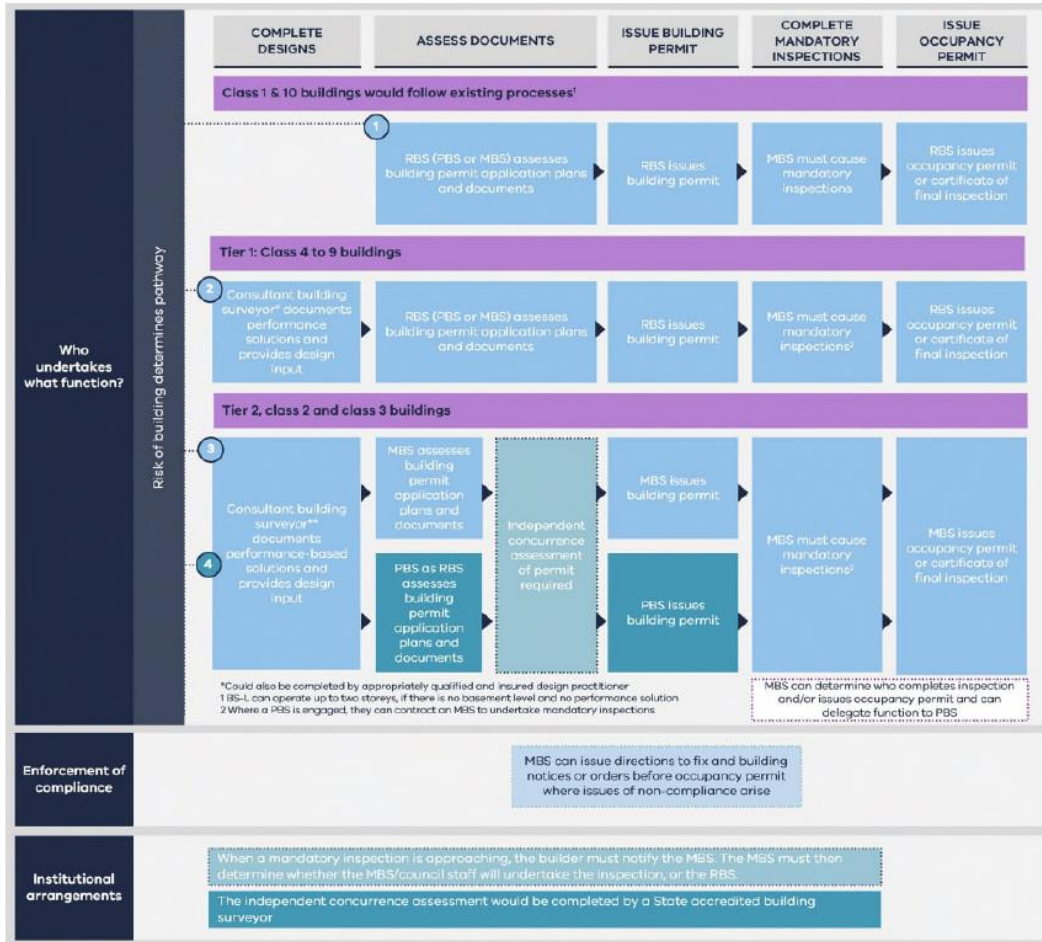 COMPLETE
DESIGNS
ASSESS DOCUMENTS
ISSUE BUILDING
PERMIT
COMPLETE
MANDATORY
INSPECTIONS
ISSUE
OCCUPANCY
PERMIT
Who
undertakes
what function?
Risk of building determines pathway
Class 1 & 10 buildings would follow existing processes¹
1
RBS (PBS or MBS) assesses
building permit application plans
and documents
RBS issues
building permit
MBS must cause
mandatory
inspections
RBS issues
occupancy permit
or certificate of
final inspection
Tier 1: Class 4 to 9 buildings
2
Consultant building
surveyor* documents
performance
solutions and
provides design
input
RBS (PBS or MBS) assesses
building permit application plans
and documents
RBS issues
building permit
MBS must cause
mandatory
inspections²
RBS issues
occupancy permit
or certificate of
final inspection
Tier 2, class 2 and class 3 buildings
3
4
Consultant building
surveyor**
documents
performance-based
solutions and
provides design
input
MBS assesses
building
permit
application
plans and
documents
PBS as RBS
assesses
building
permit
application
plans and
documents
Independent
concurrence
assessment
of permit
required
MBS issues
building permit
PBS issues
building permit
MBS must cause
mandatory
inspections²
MBS issues
occupancy permit
or certificate of
final inspection
*Could also be completed by appropriately qualified and insured design practitioner
1 BS-L can operate up to two storeys, if there is no basement level and no performance solution
2 Where a PBS is engaged, they can contract an MBS to undertake mandatory inspections
MBS can determine who completes inspection
and/or issues occupancy permit and can
delegate function to PBS
Enforcement of
compliance
MBS can issue directions to fix and building
notices or orders before occupancy permit
where issues of non-compliance arise
Institutional
arrangements
When a mandatory inspection is approaching, the builder must notify the MBS. The MBS must then
determine whether the MBS/council staff will undertake the inspection, or the RBS.
The independent concurrence assessment would be completed by a State accredited building
surveyor